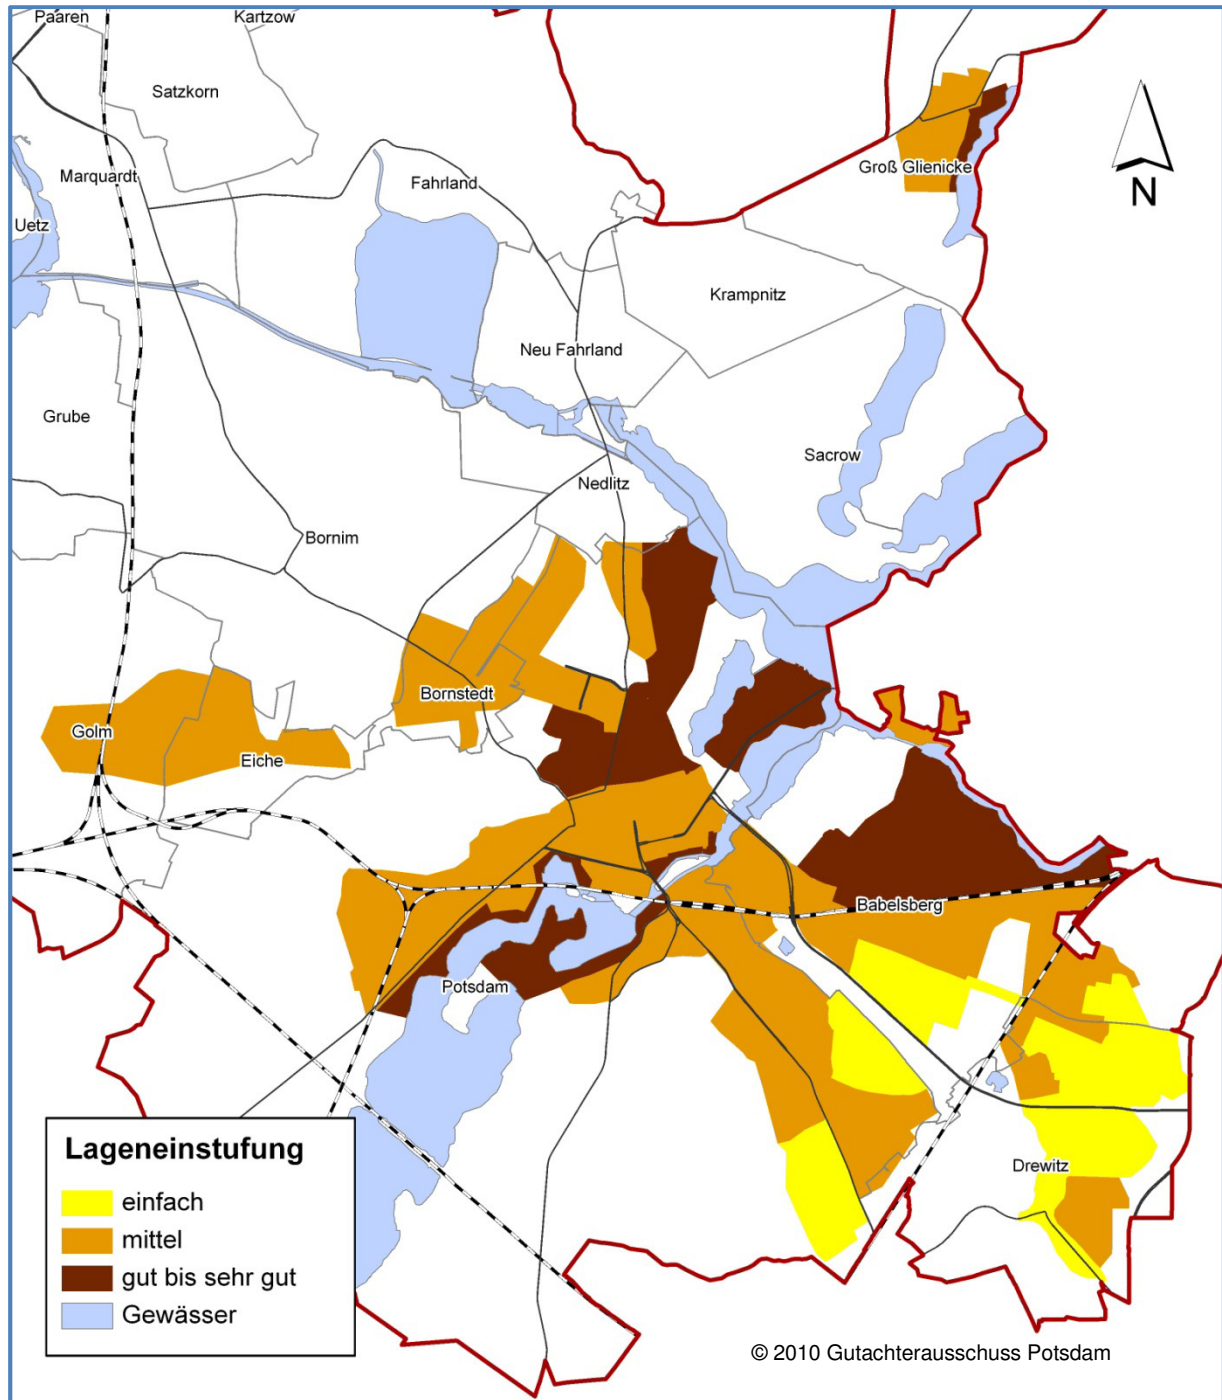 Paaren
Kartzow
Satzkorn
Marquardt
Fahrland
Groß Glienicke
N
Uetz
Krampnitz
Neu Fahrland
Grube
Sacrow
Nedlitz
Bornim
Bornstedt
Golm
Eiche
Babelsberg
Potsdam
Drewitz
Lageneinstufung
einfach
mittel
gut bis sehr gut
Gewässer
© 2010 Gutachterausschuss Potsdam